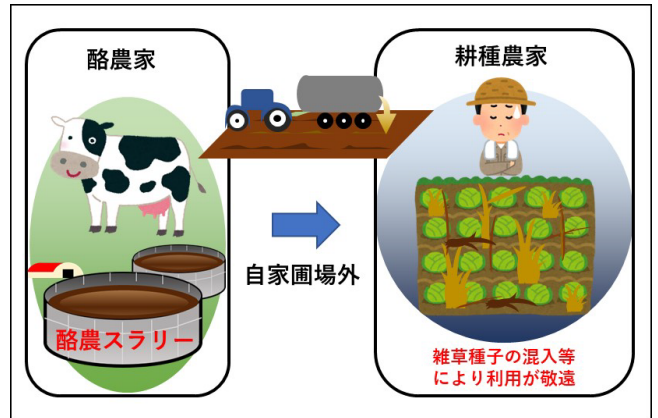 酪農家
耕種農家
自家圃場外
酪農スラリー
雑草種子の混入等
により利用が敬遠